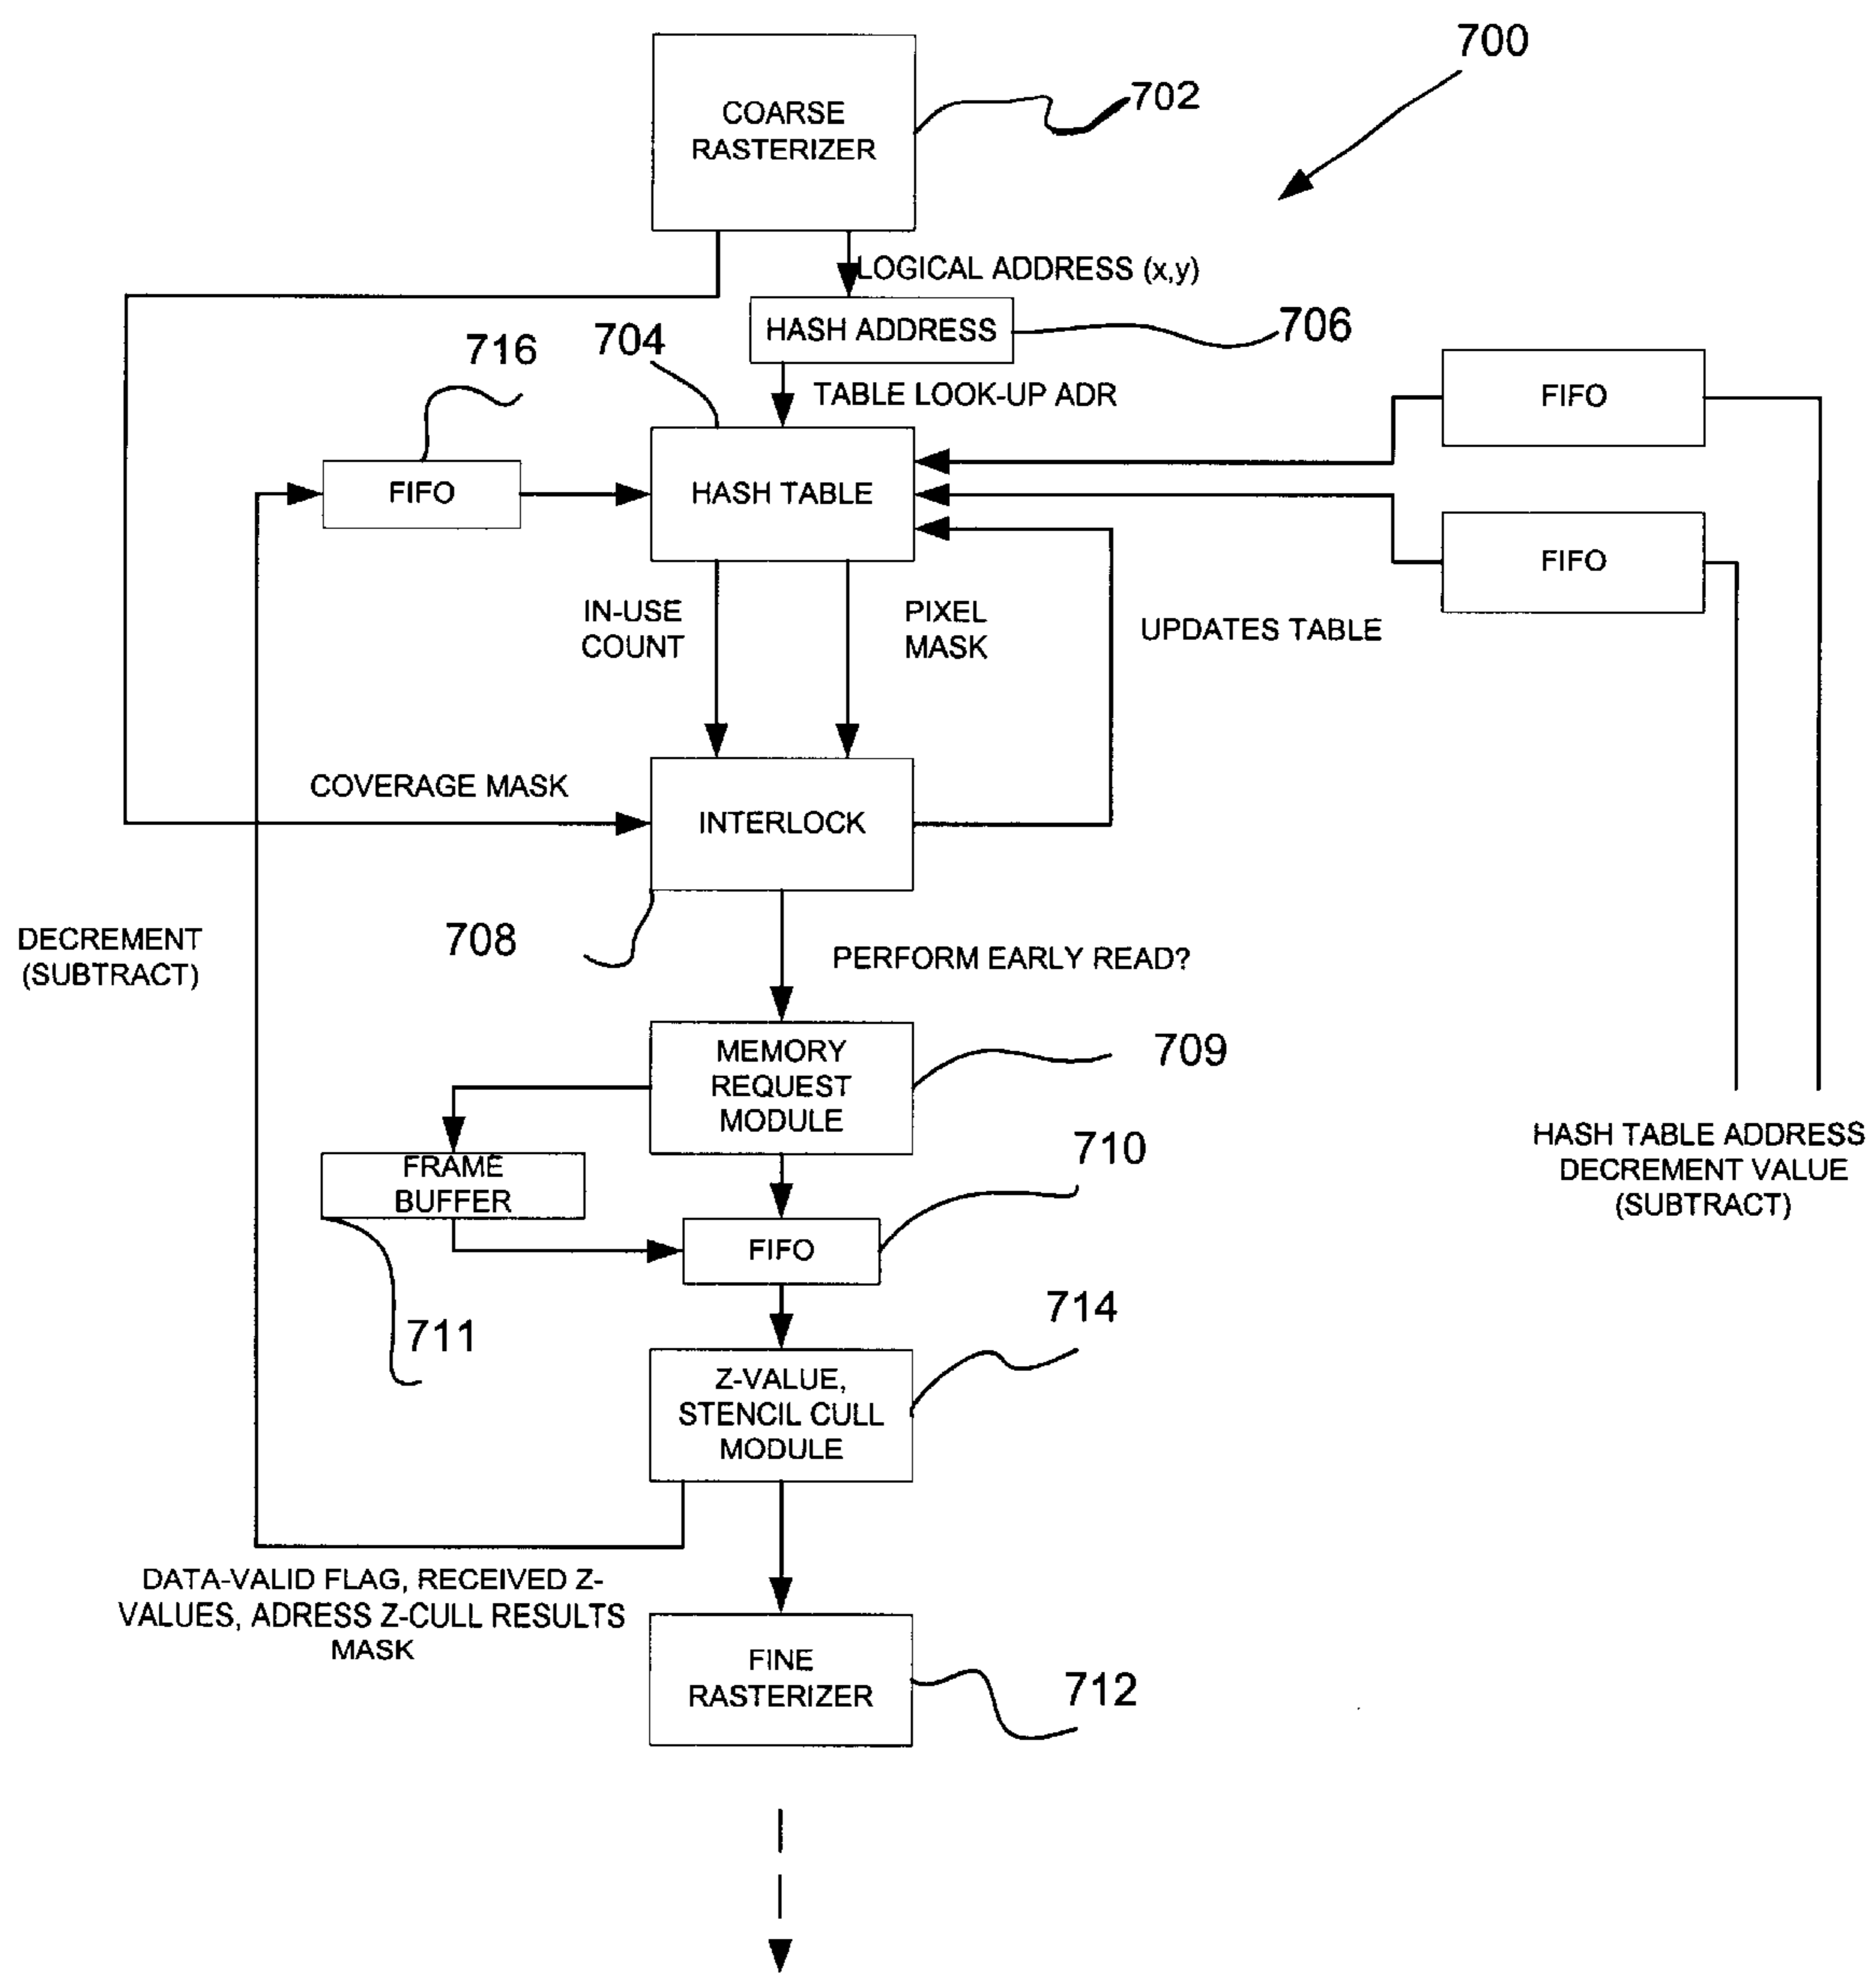 700
COARSE
RASTERIZER
702
LOGICAL ADDRESS (x,y)
HASH ADDRESS
706
716
704
TABLE LOOK-UP ADR
FIFO
FIFO
HASH TABLE
FIFO
IN-USE
COUNT
PIXEL
MASK
UPDATES TABLE
COVERAGE MASK
INTERLOCK
708
DECREMENT
(SUBTRACT)
PERFORM EARLY READ?
MEMORY
REQUEST
MODULE
709
710
HASH TABLE ADDRESS
DECREMENT VALUE
(SUBTRACT)
FRAME
BUFFER
FIFO
711
714
Z-VALUE,
STENCIL CULL
MODULE
DATA-VALID FLAG, RECEIVED Z-
VALUES, ADRESS Z-CULL RESULTS
MASK
FINE
RASTERIZER
712